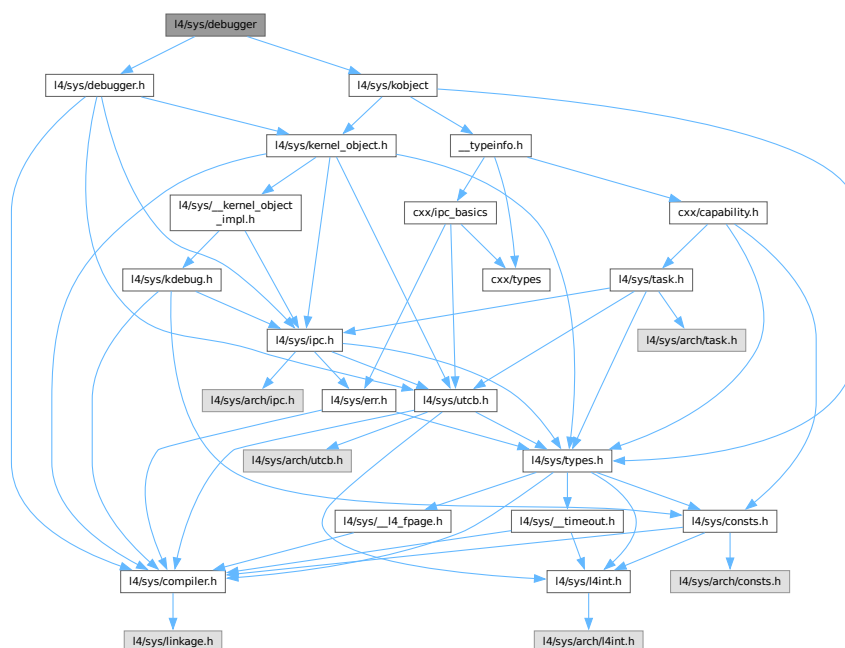 l4/sys/debugger
l4/sys/debugger.h
l4/sys/kobject
l4/sys/kernel_object.h
__typeinfo.h
l4/sys/__kernel_object
_impl.h
cxx/ipc_basics
cxx/capability.h
l4/sys/kdebug.h
cxx/types
l4/sys/task.h
l4/sys/ipc.h
l4/sys/arch/task.h
l4/sys/arch/ipc.h
l4/sys/err.h
l4/sys/utcb.h
l4/sys/arch/utcb.h
l4/sys/types.h
l4/sys/__l4_fpage.h
l4/sys/__timeout.h
l4/sys/consts.h
l4/sys/compiler.h
l4/sys/l4int.h
l4/sys/arch/consts.h
l4/sys/linkage.h
l4/sys/arch/l4int.h